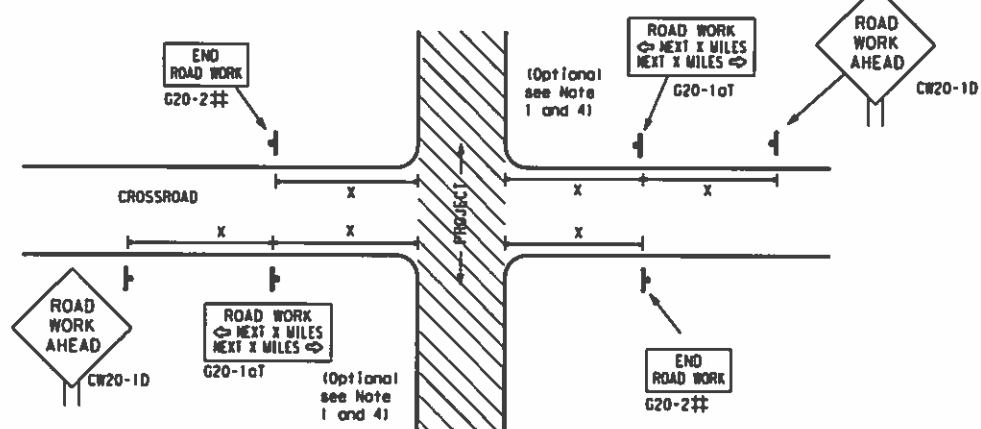 END
ROAD WORK
G20-2##
ROAD WORK
⇦ NEXT X MILES
NEXT X MILES ⇨
G20-1aT
(Optional
see Note
1 and 4)
ROAD
WORK
AHEAD
CW20-1D
X
X
X
CROSSROAD
PROJECT
X
X
X
ROAD
WORK
AHEAD
CW20-1D
ROAD WORK
⇦ NEXT X MILES
NEXT X MILES ⇨
G20-1aT
(Optional
see Note
1 and 4)
END
ROAD WORK
G20-2##